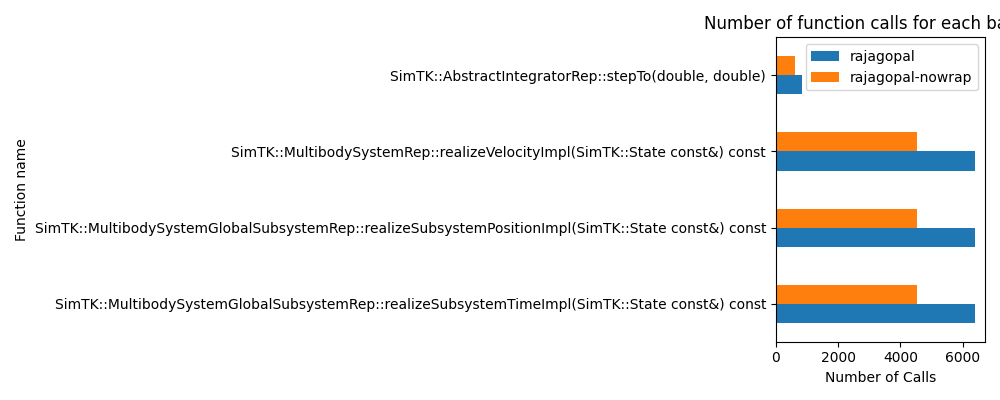 Number of function calls for each ba
rajagopal
rajagopal-nowrap
SimTK::AbstractIntegratorRep::stepTo(double, double)
SimTK::MultibodySystemRep::realizeVelocityImpl(SimTK::State const&) const
SimTK::MultibodySystemGlobalSubsystemRep::realizeSubsystemPositionImpl(SimTK::State const&) const
SimTK::MultibodySystemGlobalSubsystemRep::realizeSubsystemTimeImpl(SimTK::State const&) const
Function name
0 2000 4000 6000
Number of Calls